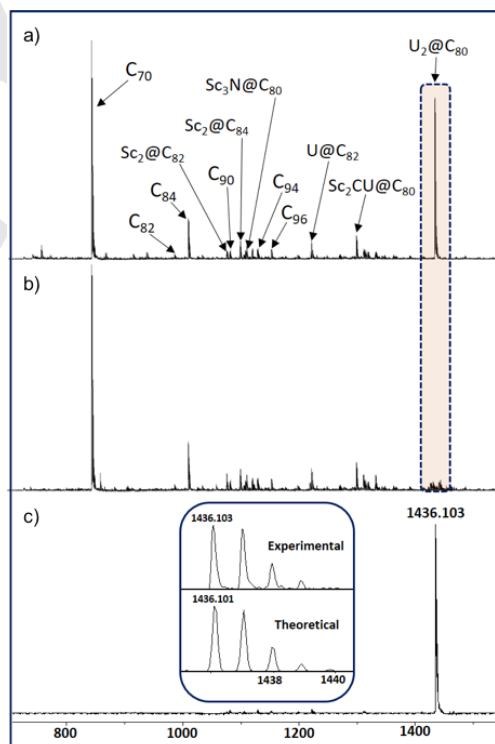 a)
U₂@C₈₀
C₇₀
Sc₃N@C₈₀
Sc₂@C₈₄
Sc₂@C₈₂
C₉₀
U@C₈₂
C₈₄
C₉₄
Sc₂CU@C₈₀
C₈₂
C₉₆
b)
c)
1436.103
1436.103
Experimental
1436.101
Theoretical
1438
1440
800
1000
1200
1400